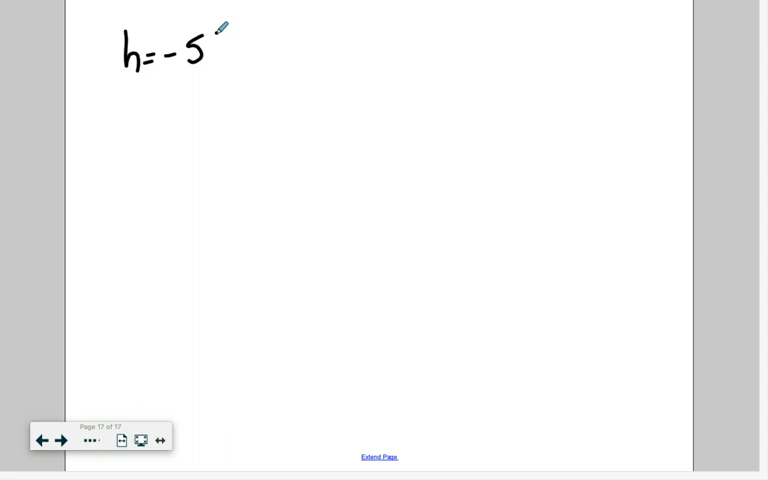 h = - 5
Page 17 of 17
Extend Page